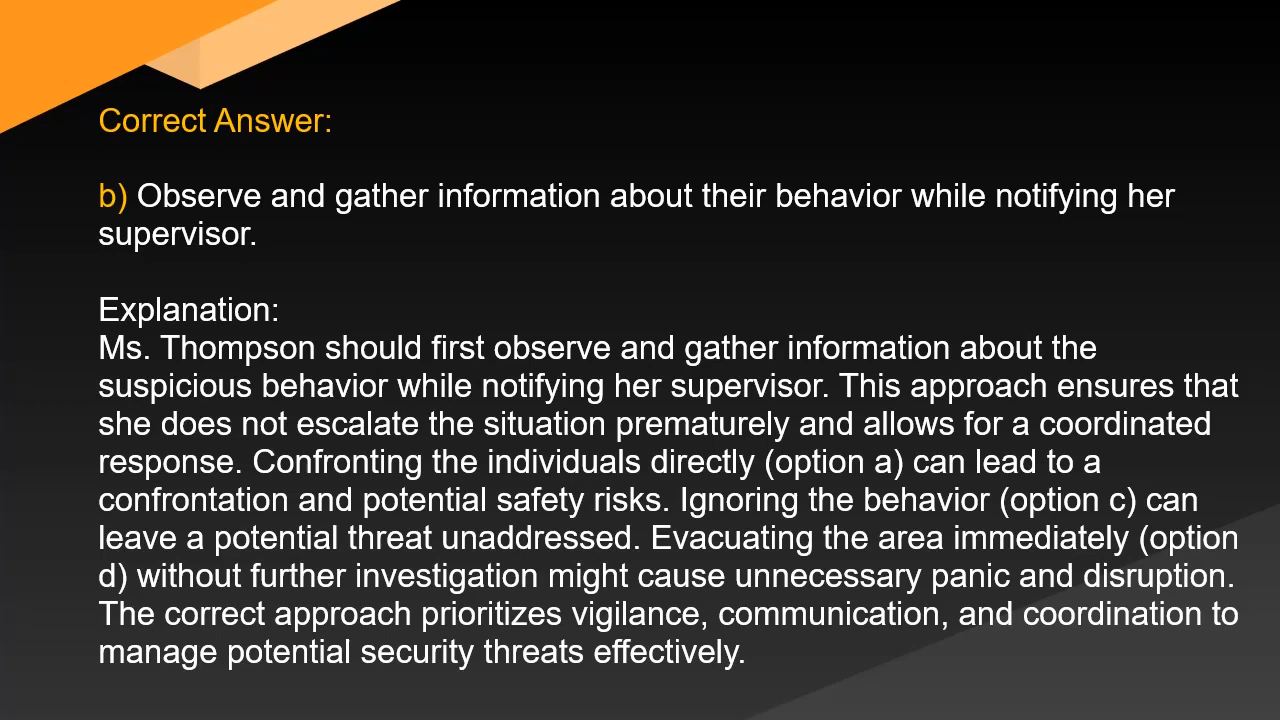 Correct Answer:
b) Observe and gather information about their behavior while notifying her
supervisor.
Explanation:
Ms. Thompson should first observe and gather information about the
suspicious behavior while notifying her supervisor. This approach ensures that
she does not escalate the situation prematurely and allows for a coordinated
response. Confronting the individuals directly (option a) can lead to a
confrontation and potential safety risks. Ignoring the behavior (option c) can
leave a potential threat unaddressed. Evacuating the area immediately (option
d) without further investigation might cause unnecessary panic and disruption.
The correct approach prioritizes vigilance, communication, and coordination to
manage potential security threats effectively.